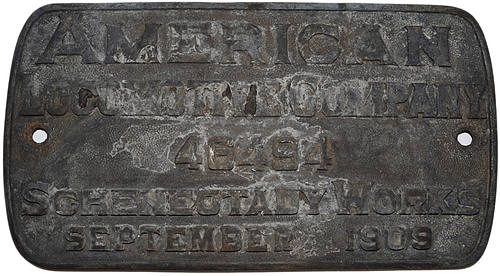 AMERICAN
LOCOMOTIVE COMPANY
46494
SCHENECTADY WORKS
SEPTEMBER 1909